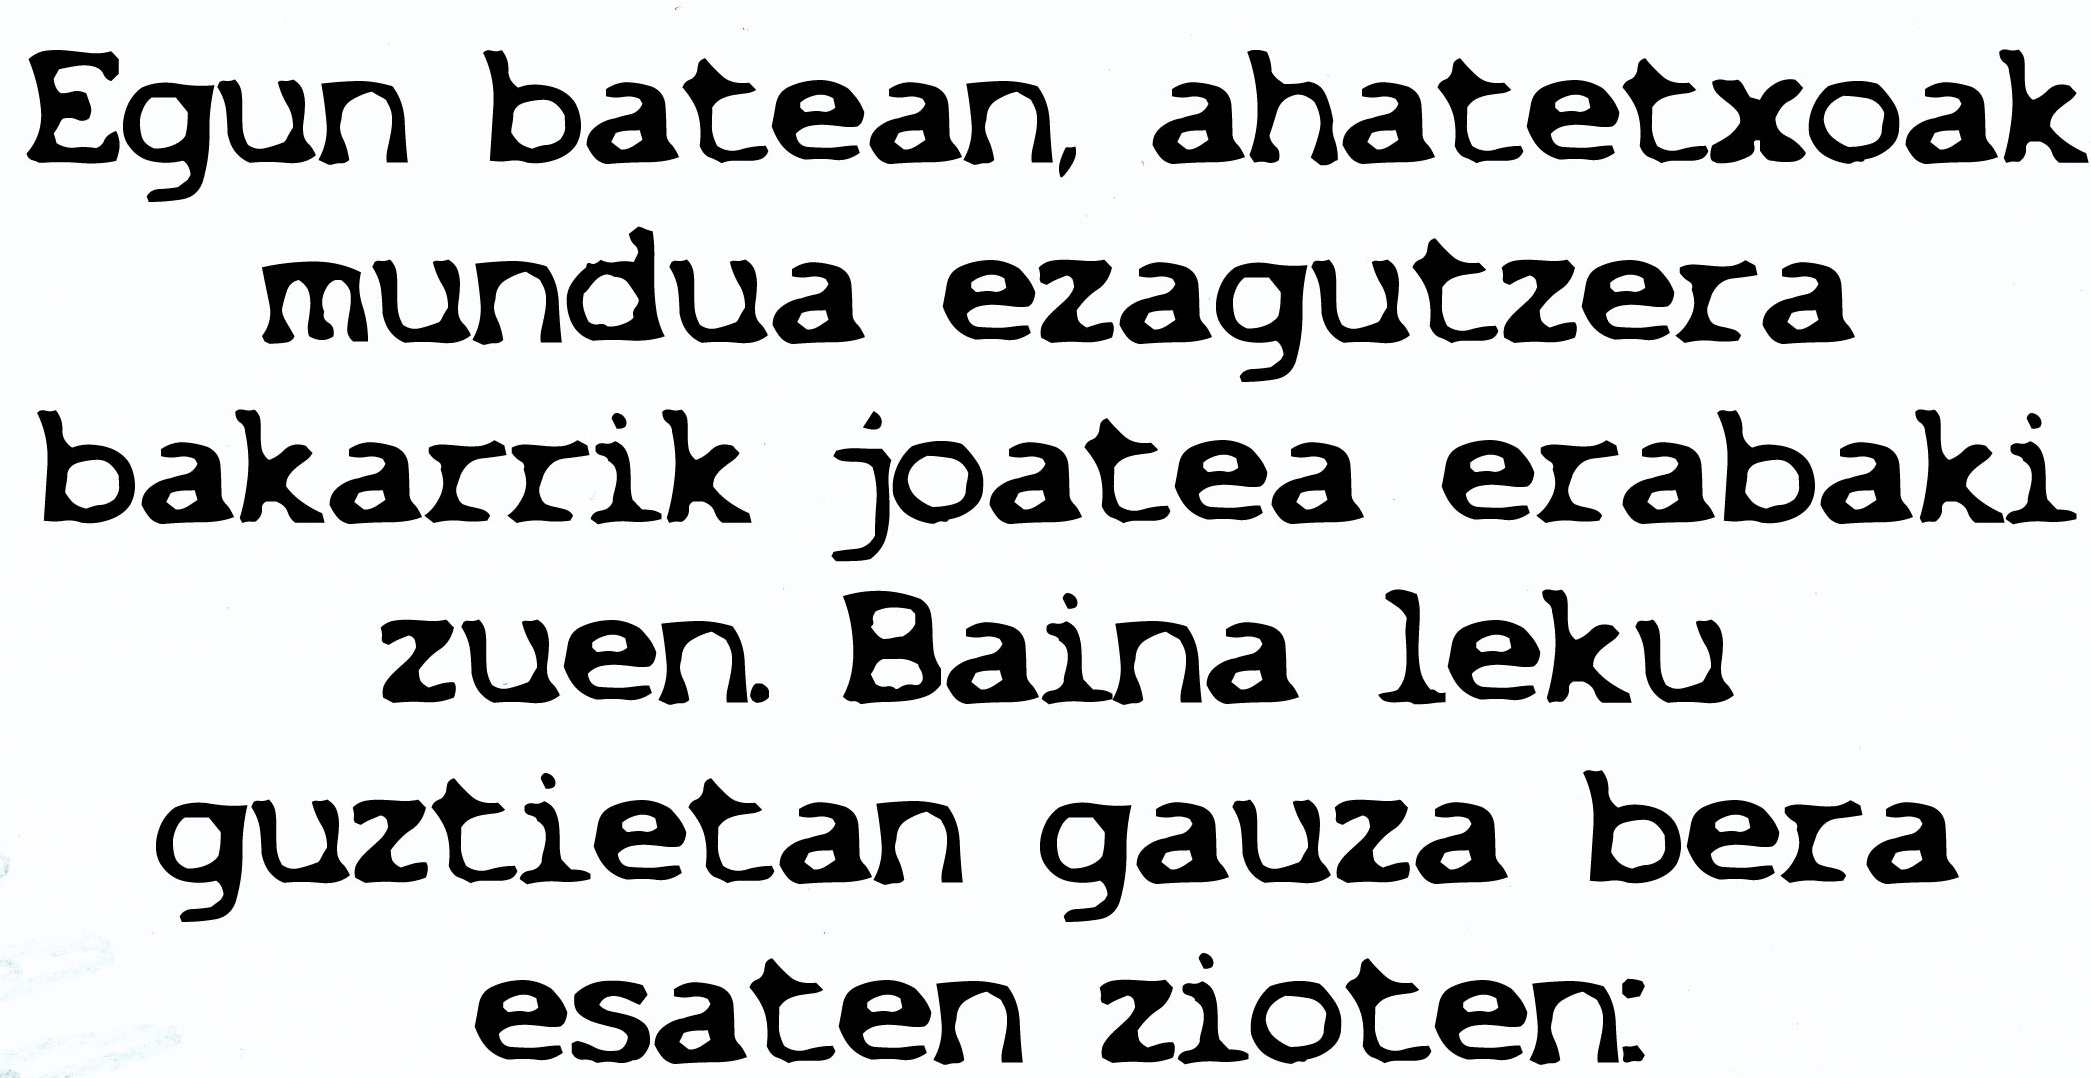 Egun batean, ahatetxoak
mundua ezagutzera
bakarrik joatea erabaki
zuen. Baina leku
guztietan gauza bera
esaten zioten: